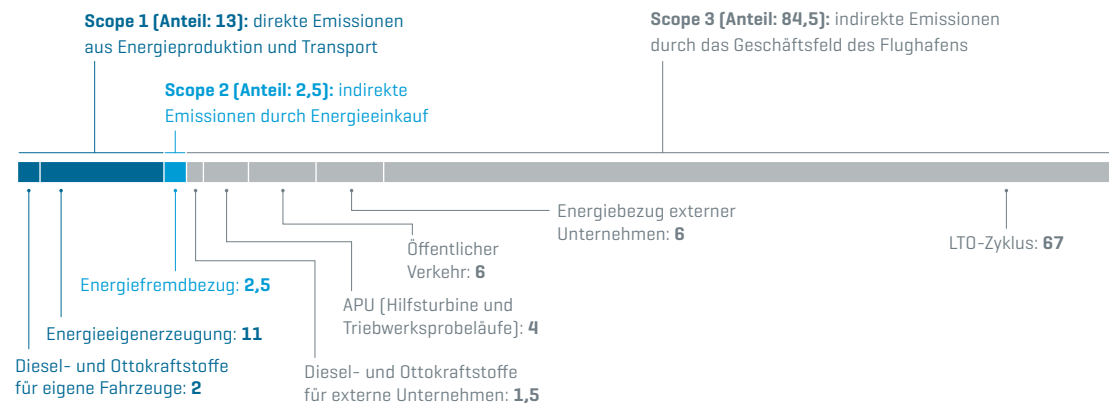 Scope 1 (Anteil: 13): direkte Emissionen
aus Energieproduktion und Transport
Scope 3 (Anteil: 84,5): indirekte Emissionen
durch das Geschäftsfeld des Flughafens
Scope 2 (Anteil: 2,5): indirekte
Emissionen durch Energieeinkauf
Energiebezug externer
Unternehmen: 6
Öffentlicher
Verkehr: 6
LTO-Zyklus: 67
Energiefremdbezug: 2,5
APU (Hilfsturbine und
Triebwerksprobeläufe): 4
Energieeigenerzeugung: 11
Diesel- und Ottokraftstoffe
für eigene Fahrzeuge: 2
Diesel- und Ottokraftstoffe
für externe Unternehmen: 1,5